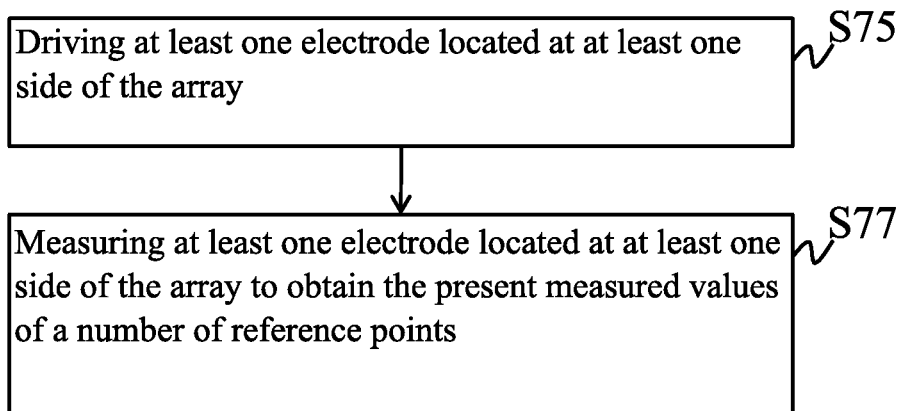 Driving at least one electrode located at at least one
side of the array
S75
Measuring at least one electrode located at at least one
side of the array to obtain the present measured values
of a number of reference points
S77